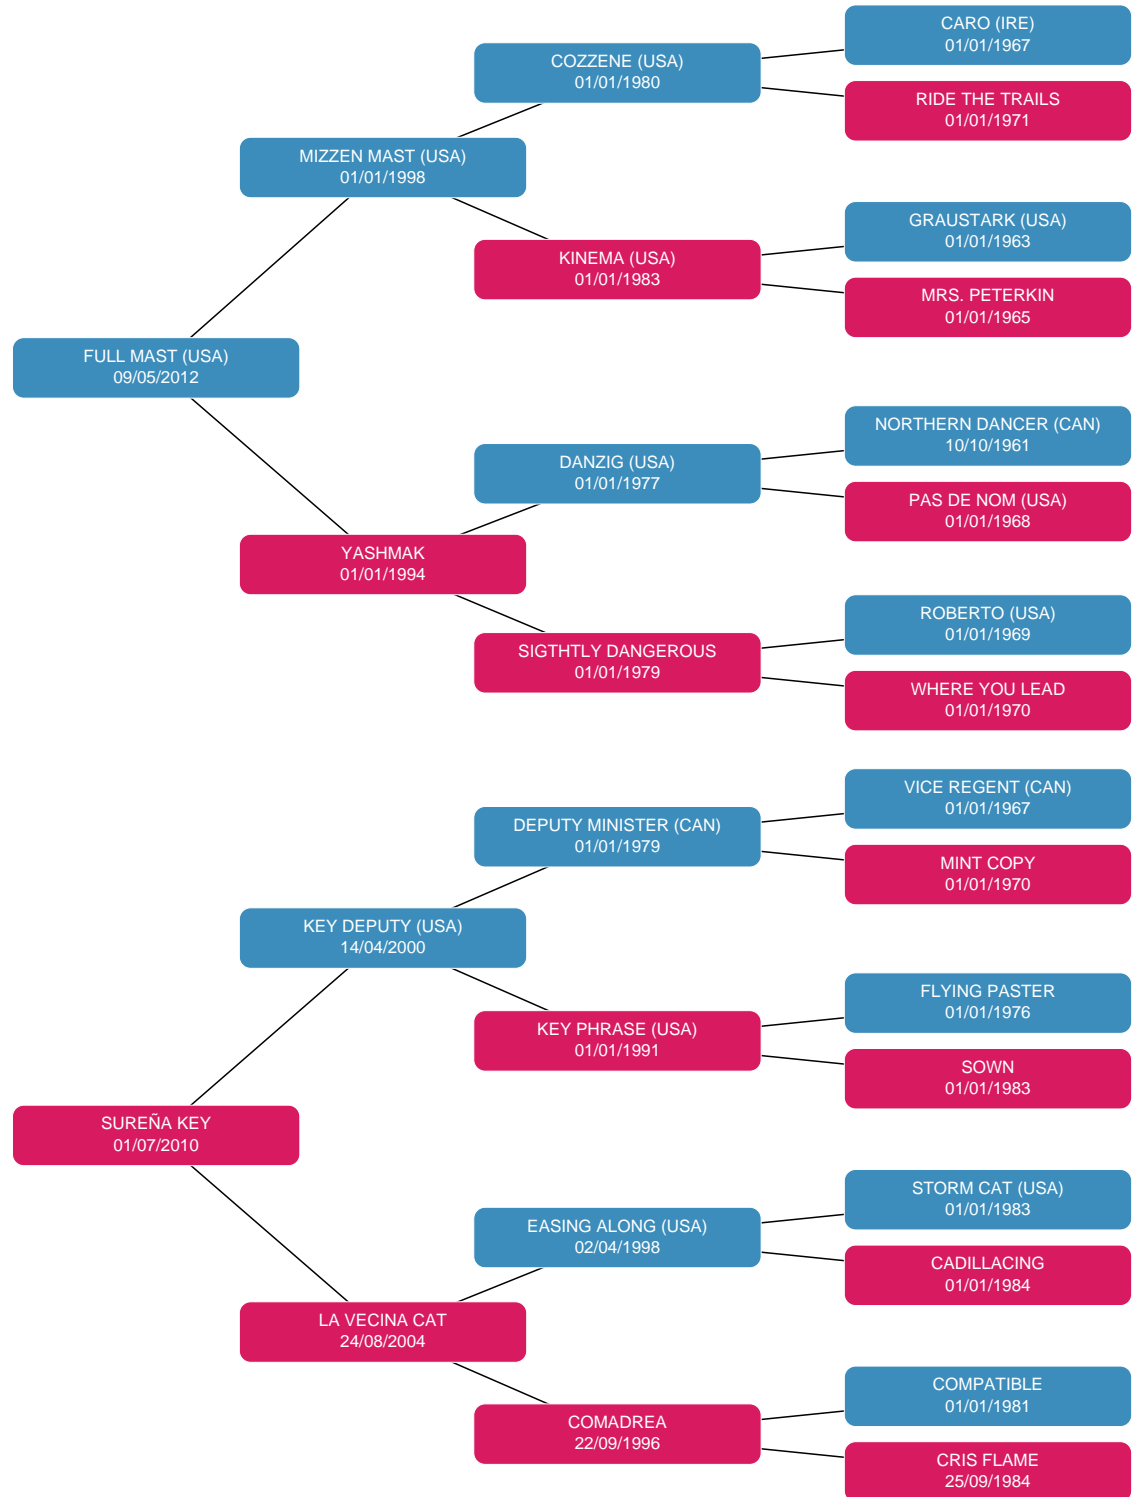 CARO (IRE)
01/01/1967
COZZENE (USA)
01/01/1980
RIDE THE TRAILS
01/01/1971
MIZZEN MAST (USA)
01/01/1998
GRAUSTARK (USA)
01/01/1963
KINEMA (USA)
01/01/1983
MRS. PETERKIN
01/01/1965
FULL MAST (USA)
09/05/2012
NORTHERN DANCER (CAN)
10/10/1961
DANZIG (USA)
01/01/1977
PAS DE NOM (USA)
01/01/1968
YASHMAK
01/01/1994
ROBERTO (USA)
01/01/1969
SIGTHTLY DANGEROUS
01/01/1979
WHERE YOU LEAD
01/01/1970
VICE REGENT (CAN)
01/01/1967
DEPUTY MINISTER (CAN)
01/01/1979
MINT COPY
01/01/1970
KEY DEPUTY (USA)
14/04/2000
FLYING PASTER
01/01/1976
KEY PHRASE (USA)
01/01/1991
SOWN
01/01/1983
SUREÑA KEY
01/07/2010
STORM CAT (USA)
01/01/1983
EASING ALONG (USA)
02/04/1998
CADILLACING
01/01/1984
LA VECINA CAT
24/08/2004
COMPATIBLE
01/01/1981
COMADREA
22/09/1996
CRIS FLAME
25/09/1984